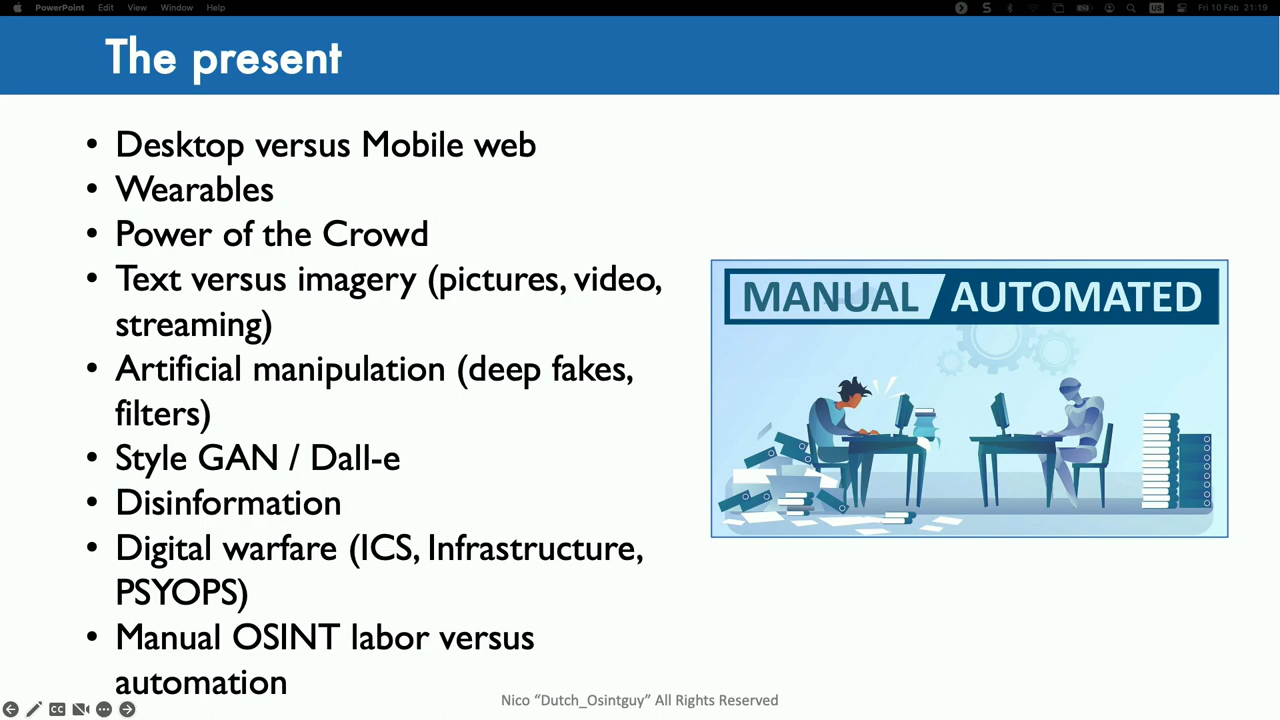 PowerPoint Edit View Window Help
S US Fri 10 Feb 21:19
The present
• Desktop versus Mobile web
• Wearables
• Power of the Crowd
• Text versus imagery (pictures, video,
streaming)
• Artificial manipulation (deep fakes,
filters)
• Style GAN / Dall-e
• Disinformation
• Digital warfare (ICS, Infrastructure,
PSYOPS)
• Manual OSINT labor versus
automation
MANUAL AUTOMATED
CC
Nico “Dutch_Osintguy” All Rights Reserved